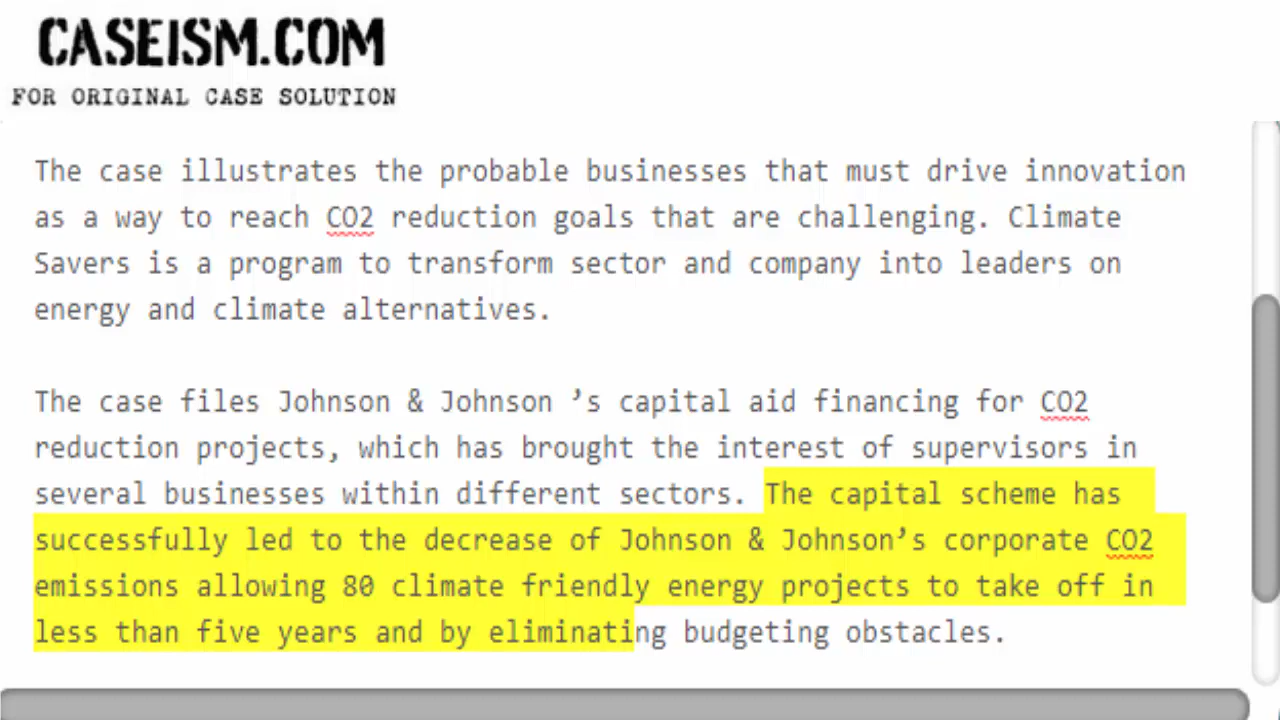 CASEISM.COM
FOR ORIGINAL CASE SOLUTION
The case illustrates the probable businesses that must drive innovation
as a way to reach CO2 reduction goals that are challenging. Climate
Savers is a program to transform sector and company into leaders on
energy and climate alternatives.
The case files Johnson & Johnson ’s capital aid financing for CO2
reduction projects, which has brought the interest of supervisors in
several businesses within different sectors. The capital scheme has
successfully led to the decrease of Johnson & Johnson’s corporate CO2
emissions allowing 80 climate friendly energy projects to take off in
less than five years and by eliminating budgeting obstacles.